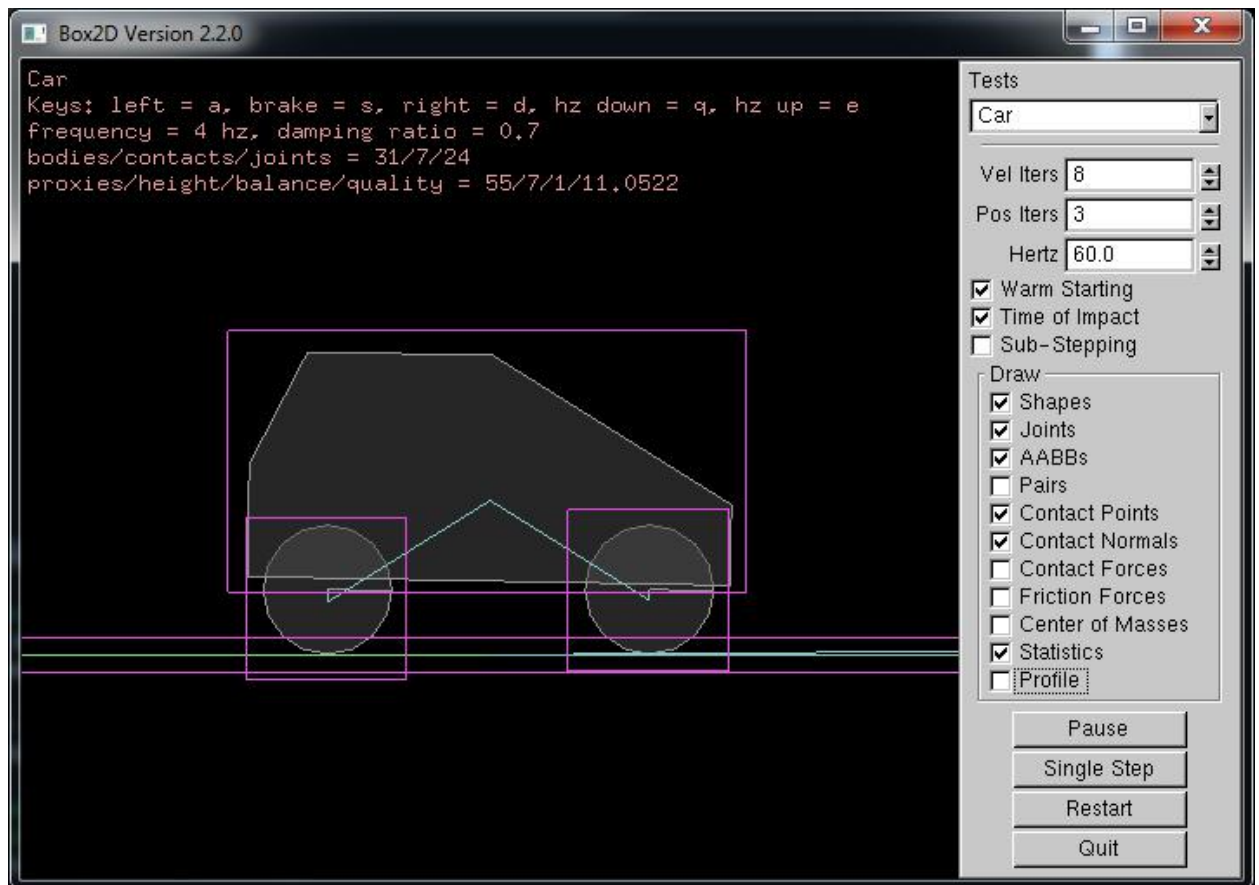 Box2D Version 2.2.0
Car
Keys: left = a, brake = s, right = d, hz down = q, hz up = e
frequency = 4 hz, damping ratio = 0.7
bodies/contacts/joints = 31/7/24
proxies/height/balance/quality = 55/7/1/11.0522
Tests
Car
Vel Iters 8
Pos Iters 3
Hertz 60.0
Warm Starting
Time of Impact
Sub-Stepping
Draw
Shapes
Joints
AABBs
Pairs
Contact Points
Contact Normals
Contact Forces
Friction Forces
Center of Masses
Statistics
Profile
Pause
Single Step
Restart
Quit